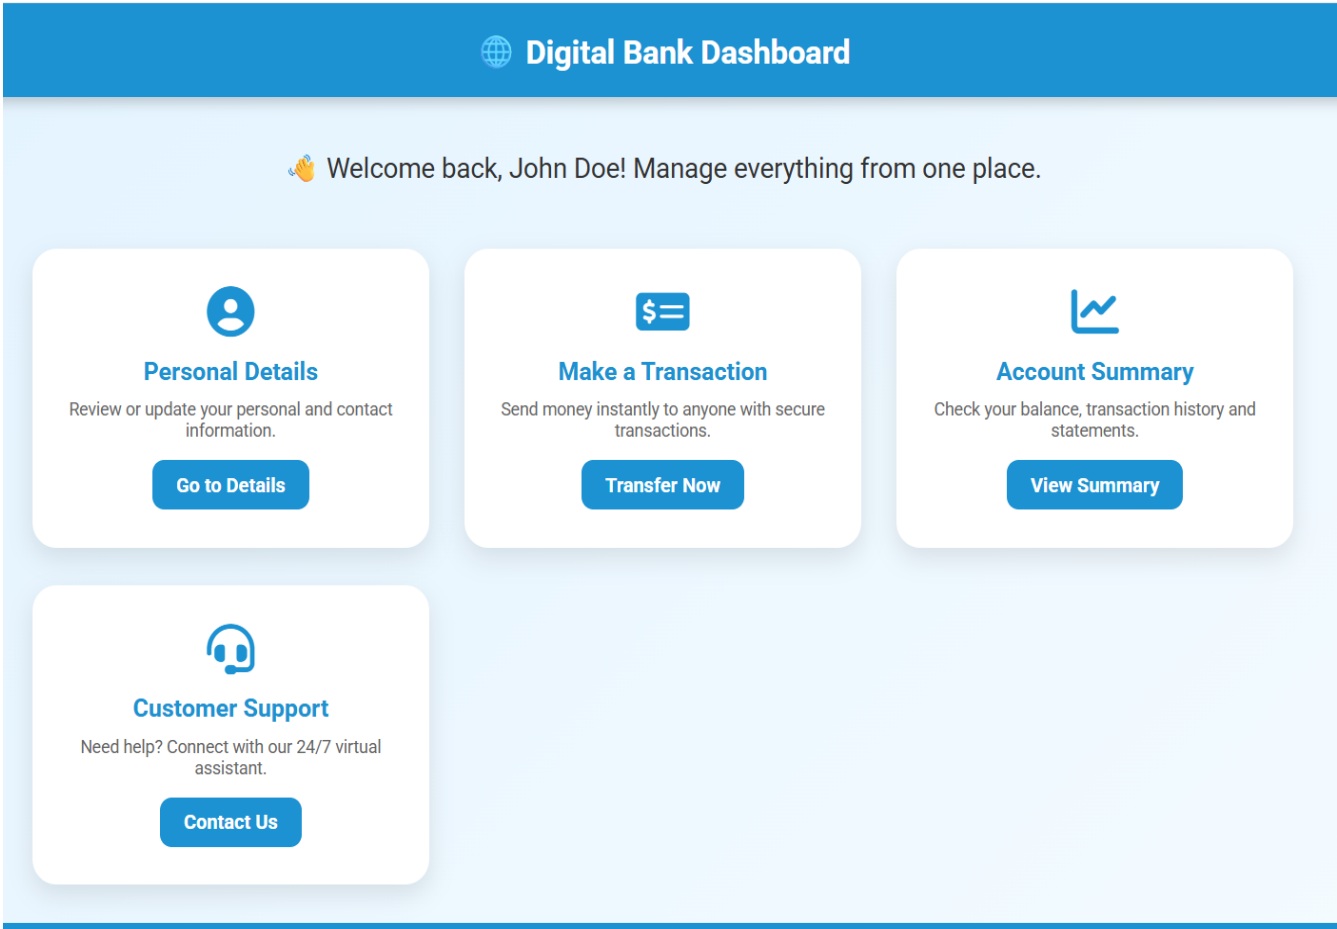 Digital Bank Dashboard
👋 Welcome back, John Doe! Manage everything from one place.
Personal Details
Review or update your personal and contact
information.
Go to Details
Make a Transaction
Send money instantly to anyone with secure
transactions.
Transfer Now
Account Summary
Check your balance, transaction history and
statements.
View Summary
Customer Support
Need help? Connect with our 24/7 virtual
assistant.
Contact Us